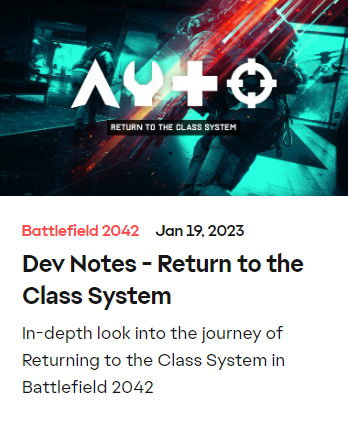 RETURN TO THE CLASS SYSTEM
Battlefield 2042 Jan 19, 2023
Dev Notes - Return to the
Class System
In-depth look into the journey of
Returning to the Class System in
Battlefield 2042